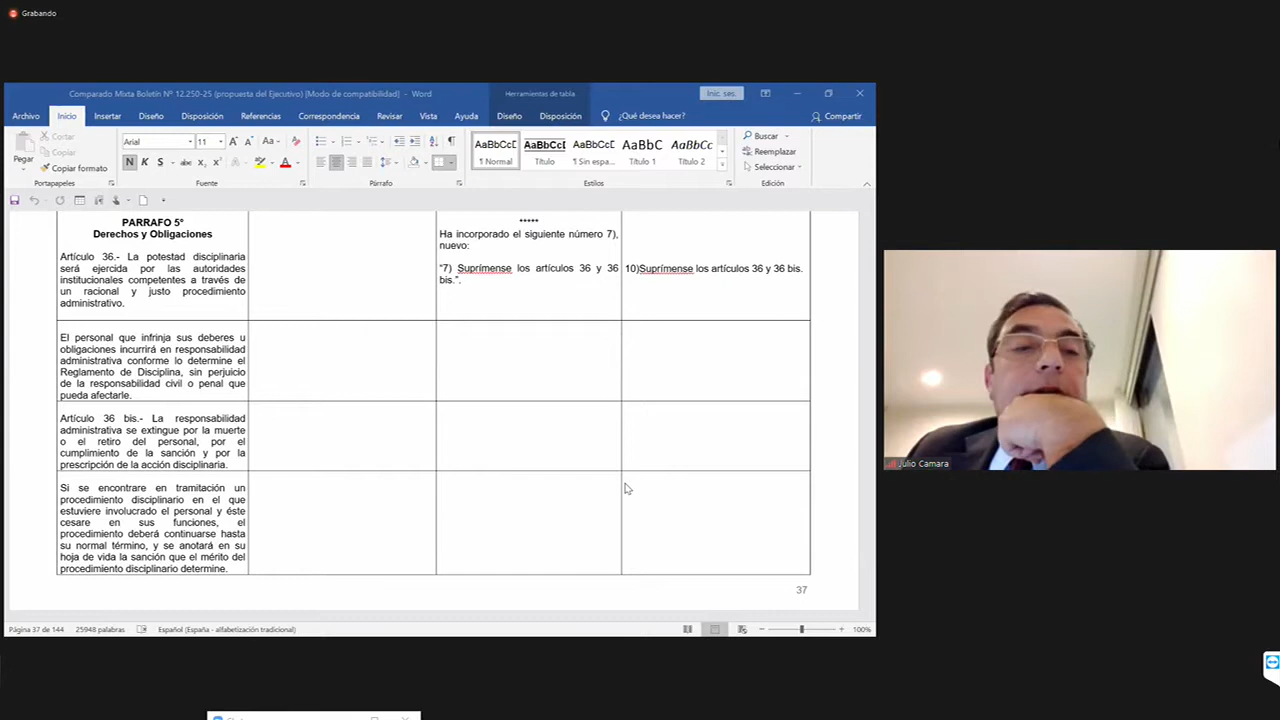 Grabando
Comparado Mixta Boletín Nº 12.250-25 (propuesta del Ejecutivo) [Modo de compatibilidad] - Word
Herramientas de tabla
Inic. ses.
Archivo Inicio Insertar Diseño Disposición Referencias Correspondencia Revisar Vista Ayuda Diseño Disposición ¿Qué desea hacer? Compartir
Pegar
Cortar
Copiar
Copiar formato
Portapapeles
Arial 11
N K S abc x₂ x²
Fuente
Párrafo
AaBbCcD AaBbCcD AaBbCcD AaBbC AaBbCc
1 Normal Título 1 Sin espa... Título 1 Título 2
Estilos
Buscar
Reemplazar
Seleccionar
Edición
PARRAFO 5º
Derechos y Obligaciones
Artículo 36.- La potestad disciplinaria
será ejercida por las autoridades
institucionales competentes a través de
un racional y justo procedimiento
administrativo.
*****
Ha incorporado el siguiente número 7),
nuevo:
“7) Suprímense los artículos 36 y 36
bis.”.
10)Suprímense los artículos 36 y 36 bis.
El personal que infrinja sus deberes u
obligaciones incurrirá en responsabilidad
administrativa conforme lo determine el
Reglamento de Disciplina, sin perjuicio
de la responsabilidad civil o penal que
pueda afectarle.
Artículo 36 bis.- La responsabilidad
administrativa se extingue por la muerte
o el retiro del personal, por el
cumplimiento de la sanción y por la
prescripción de la acción disciplinaria.
Si se encontrare en tramitación un
procedimiento disciplinario en el que
estuviere involucrado el personal y éste
cesare en sus funciones, el
procedimiento deberá continuarse hasta
su normal término, y se anotará en su
hoja de vida la sanción que el mérito del
procedimiento disciplinario determine.
37
Página 37 de 144 25948 palabras Español (España - alfabetización tradicional) 100%
Julio Camara